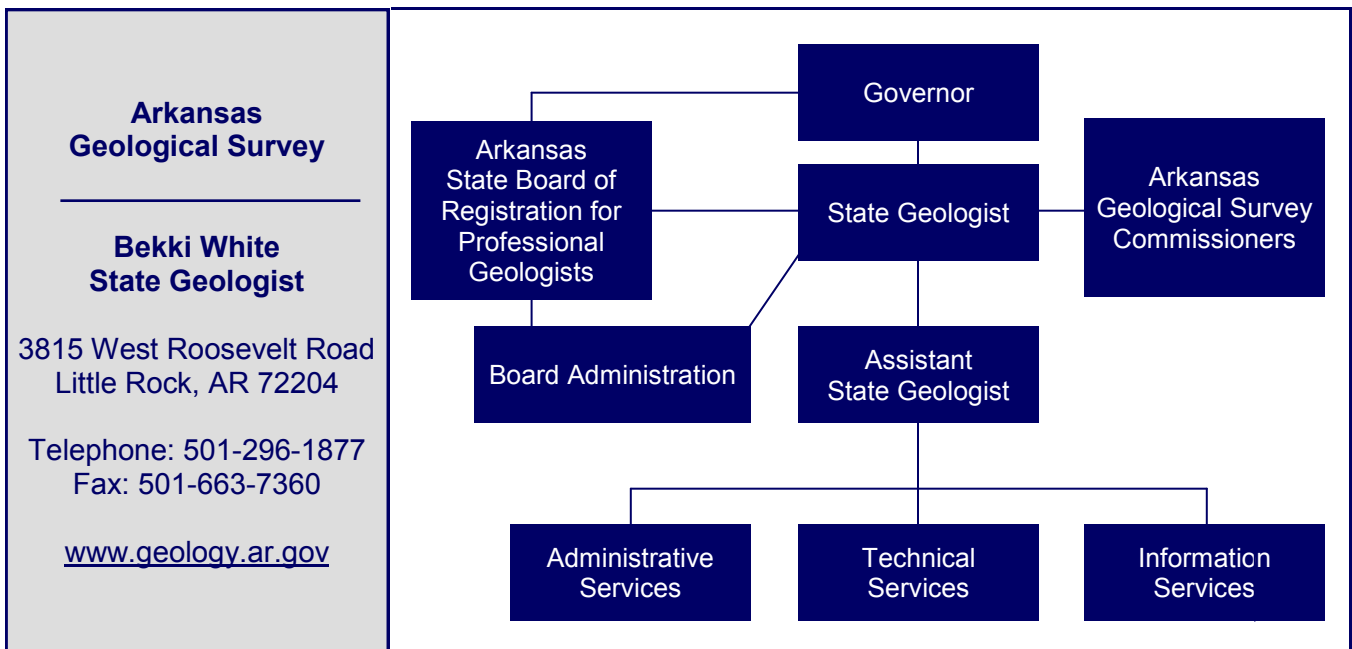 Arkansas
Geological Survey
Bekki White
State Geologist
3815 West Roosevelt Road
Little Rock, AR 72204
Telephone: 501-296-1877
Fax: 501-663-7360
www.geology.ar.gov
Governor
Arkansas
State Board of
Registration for
Professional
Geologists
State Geologist
Arkansas
Geological Survey
Commissioners
Board Administration
Assistant
State Geologist
Administrative
Services
Technical
Services
Information
Services